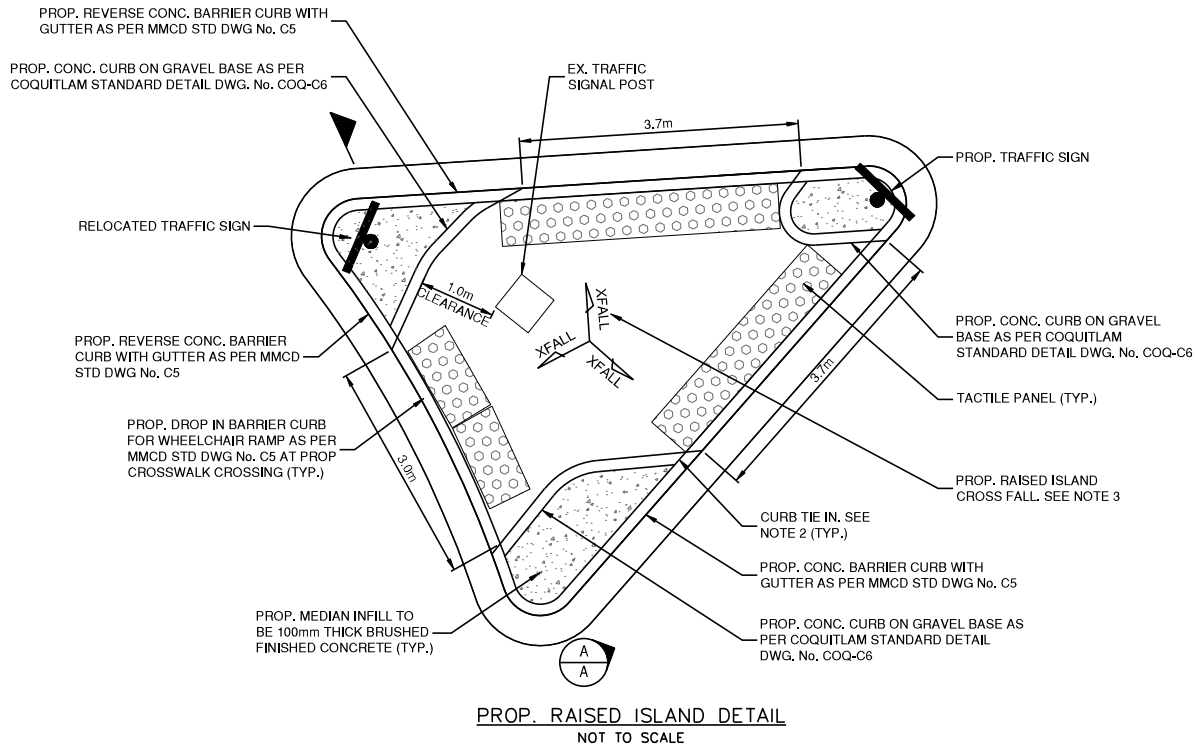 PROP. REVERSE CONC. BARRIER CURB WITH
GUTTER AS PER MMCD STD DWG No. C5
PROP. CONC. CURB ON GRAVEL BASE AS PER
COQUITLAM STANDARD DETAIL DWG. No. COQ-C6
EX. TRAFFIC
SIGNAL POST
3.7m
PROP. TRAFFIC SIGN
RELOCATED TRAFFIC SIGN
1.0m
CLEARANCE
XFALL
XFALL
XFALL
PROP. REVERSE CONC. BARRIER
CURB WITH GUTTER AS PER MMCD
STD DWG No. C5
PROP. CONC. CURB ON GRAVEL
BASE AS PER COQUITLAM
STANDARD DETAIL DWG. No. COQ-C6
3.7m
TACTILE PANEL (TYP.)
PROP. DROP IN BARRIER CURB
FOR WHEELCHAIR RAMP AS PER
MMCD STD DWG No. C5 AT PROP
CROSSWALK CROSSING (TYP.)
3.0m
PROP. RAISED ISLAND
CROSS FALL. SEE NOTE 3
CURB TIE IN. SEE
NOTE 2 (TYP.)
PROP. CONC. BARRIER CURB WITH
GUTTER AS PER MMCD STD DWG No. C5
PROP. MEDIAN INFILL TO
BE 100mm THICK BRUSHED
FINISHED CONCRETE (TYP.)
PROP. CONC. CURB ON GRAVEL BASE AS
PER COQUITLAM STANDARD DETAIL
DWG. No. COQ-C6
A
A
PROP. RAISED ISLAND DETAIL
NOT TO SCALE